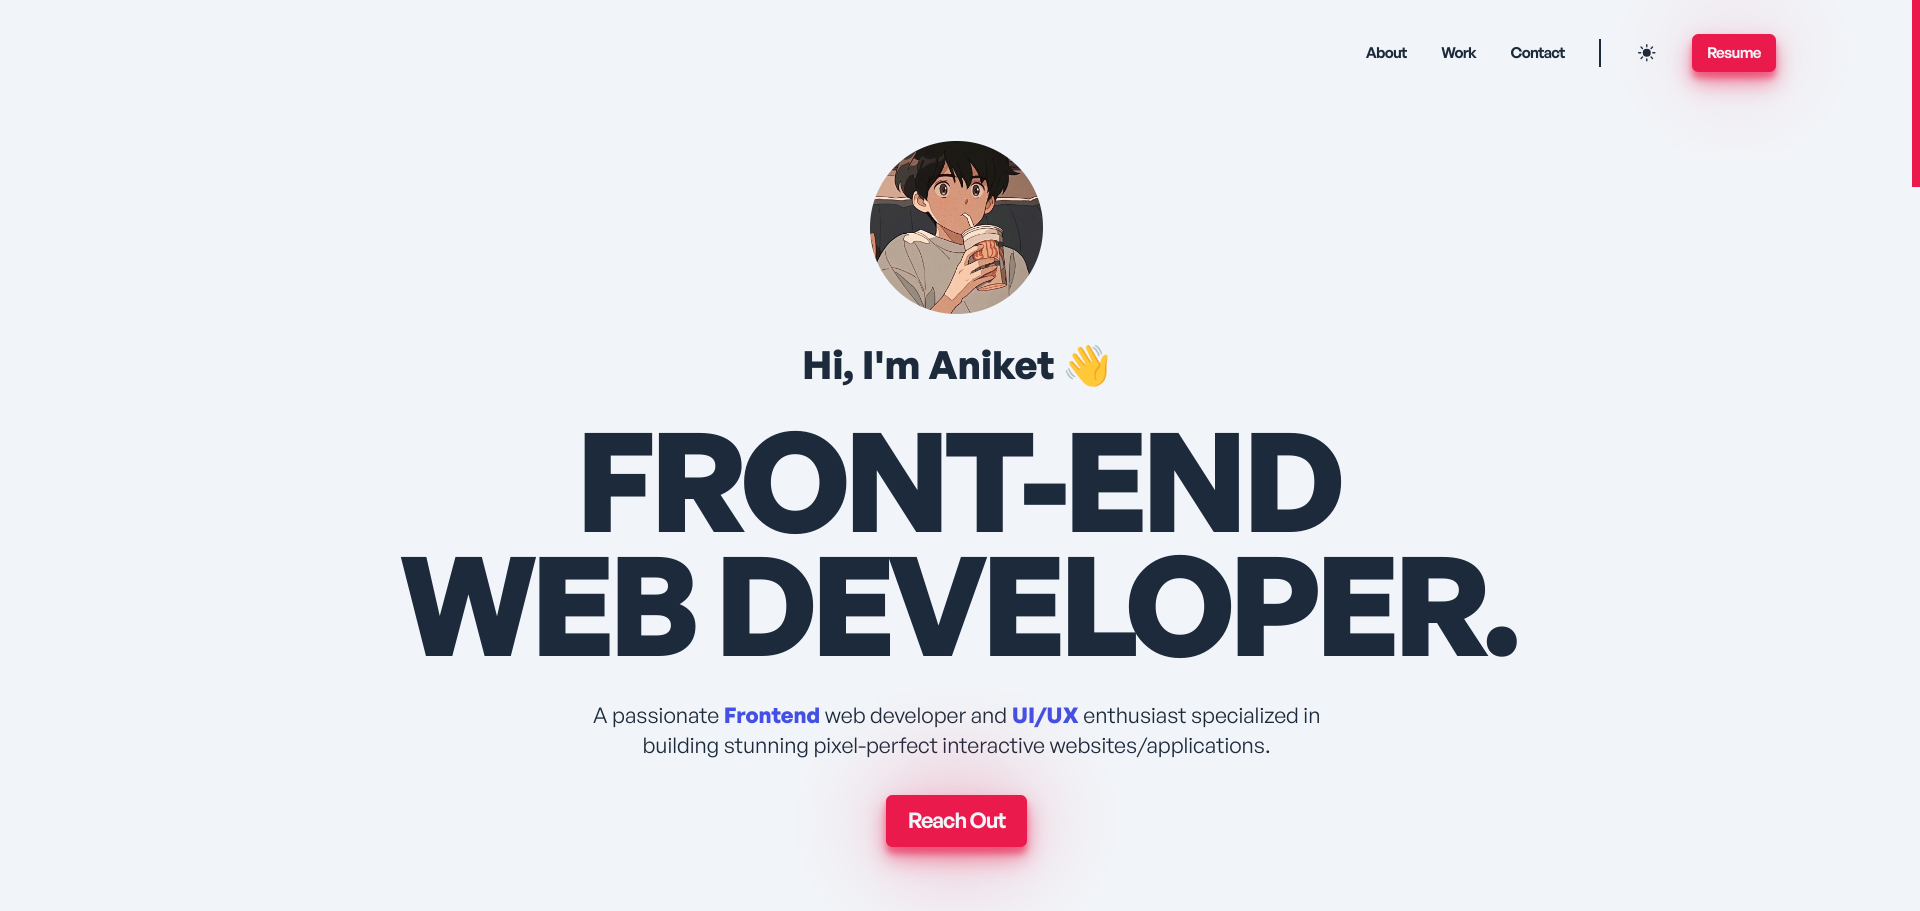 About Work Contact Resume
Hi, I'm Aniket 👋
FRONT-END
WEB DEVELOPER.
A passionate Frontend web developer and UI/UX enthusiast specialized in
building stunning pixel-perfect interactive websites/applications.
Reach Out